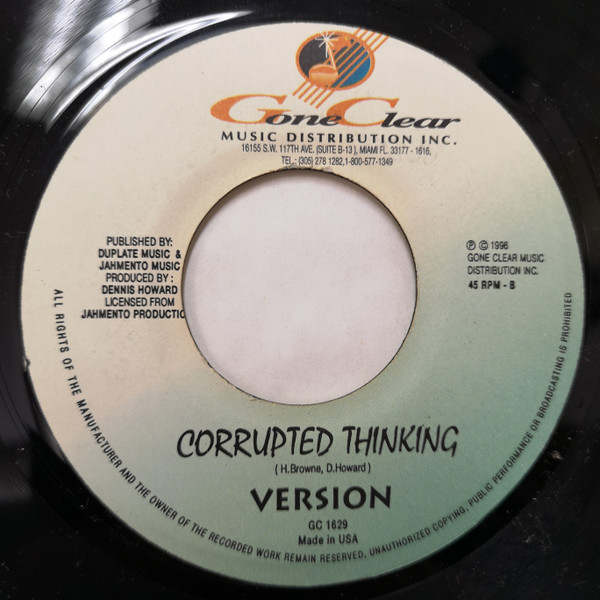 Gone Clear
MUSIC DISTRIBUTION INC.
16155 S.W. 117TH AVE. (SUITE B-13 ), MIAMI FL. 33177 - 1616,
TEL.: (305) 278 1282,1-800-577-1349
PUBLISHED BY:
DUPLATE MUSIC &
JAHMENTO MUSIC
PRODUCED BY :
DENNIS HOWARD
LICENSED FROM
JAHMENTO PRODUCTIO
℗ © 1996
GONE CLEAR MUSIC
DISTRIBUTION INC.
45 RPM - B
CORRUPTED THINKING
( H.Browne, D.Howard )
VERSION
GC 1629
Made in USA
ALL RIGHTS OF THE MANUFACTURER AND THE OWNER OF THE RECORDED WORK REMAIN RESERVED, UNAUTHORIZED COPYING, PUBLIC PERFORMANCE OR BROADCASTING IS PROHIBITED